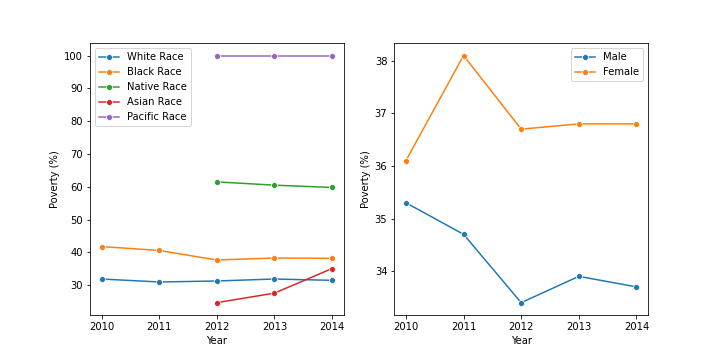 White Race
Black Race
Native Race
Asian Race
Pacific Race
100
90
80
70
60
50
40
30
Poverty (%)
2010 2011 2012 2013 2014
Year
Male
Female
38
37
36
35
34
Poverty (%)
2010 2011 2012 2013 2014
Year